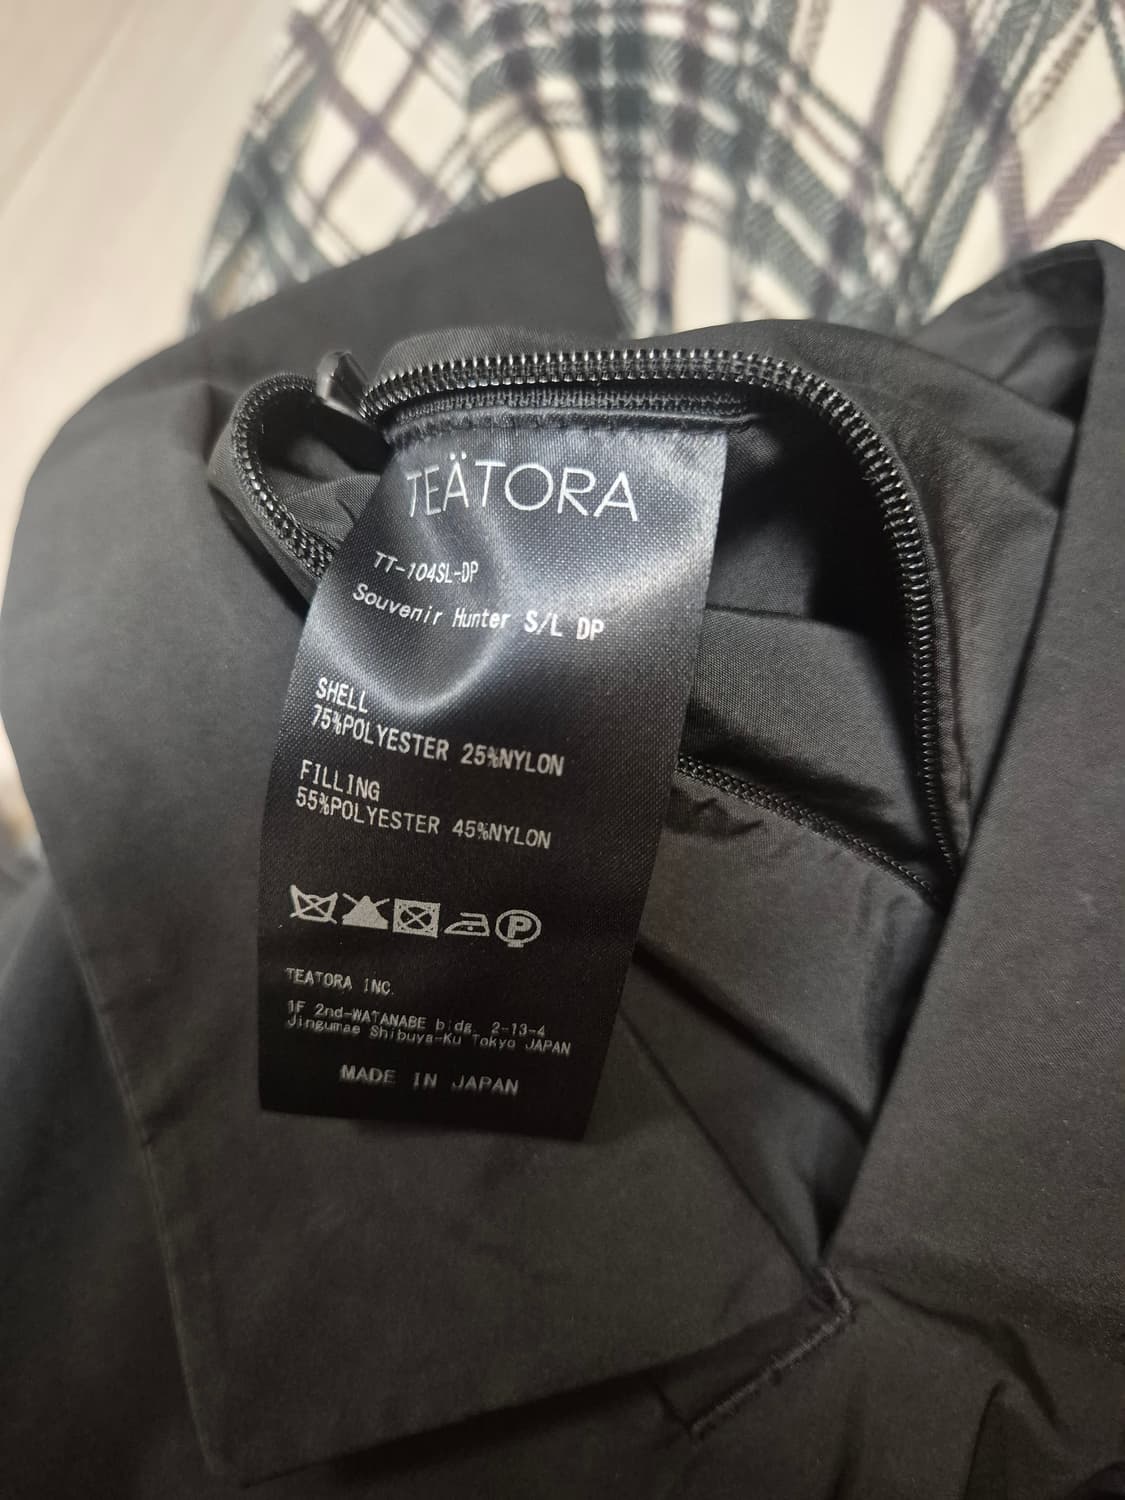 TEÄTORA
TT-104SL-DP
Souvenir Hunter S/L DP
SHELL
75%POLYESTER 25%NYLON
FILLING
55%POLYESTER 45%NYLON
P
TEATORA INC.
1F 2nd-WATANABE bldg. 2-13-4
Jingumae Shibuya-Ku Tokyo JAPAN
MADE IN JAPAN